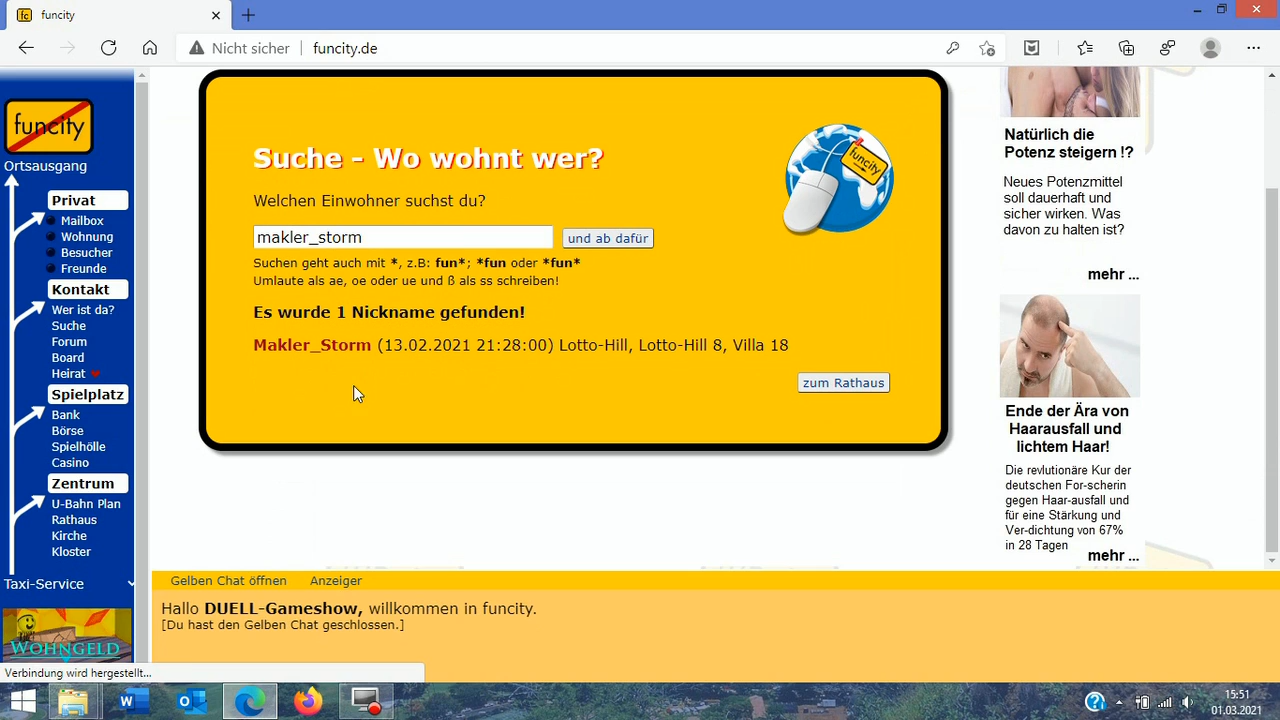 funcity
Nicht sicher
funcity.de
funcity
Ortsausgang
Privat
Mailbox
Wohnung
Besucher
Freunde
Kontakt
Wer ist da?
Suche
Forum
Board
Heirat
Spielplatz
Bank
Börse
Spielhölle
Casino
Zentrum
U-Bahn Plan
Rathaus
Kirche
Kloster
Taxi-Service
WOHNGELD
Suche - Wo wohnt wer?
funcity
Welchen Einwohner suchst du?
makler_storm
und ab dafür
Suchen geht auch mit *, z.B: fun*; *fun oder *fun*
Umlaute als ae, oe oder ue und ß als ss schreiben!
Es wurde 1 Nickname gefunden!
Makler_Storm (13.02.2021 21:28:00) Lotto-Hill, Lotto-Hill 8, Villa 18
zum Rathaus
Natürlich die
Potenz steigern !?
Neues Potenzmittel
soll dauerhaft und
sicher wirken. Was
davon zu halten ist?
mehr ...
Ende der Ära von
Haarausfall und
lichtem Haar!
Die revlutionäre Kur der
deutschen For-scherin
gegen Haar-ausfall und
für eine Stärkung und
Ver-dichtung von 67%
in 28 Tagen
mehr ...
Gelben Chat öffnen
Anzeiger
Hallo DUELL-Gameshow, willkommen in funcity.
[Du hast den Gelben Chat geschlossen.]
Verbindung wird hergestellt...
15:51
01.03.2021